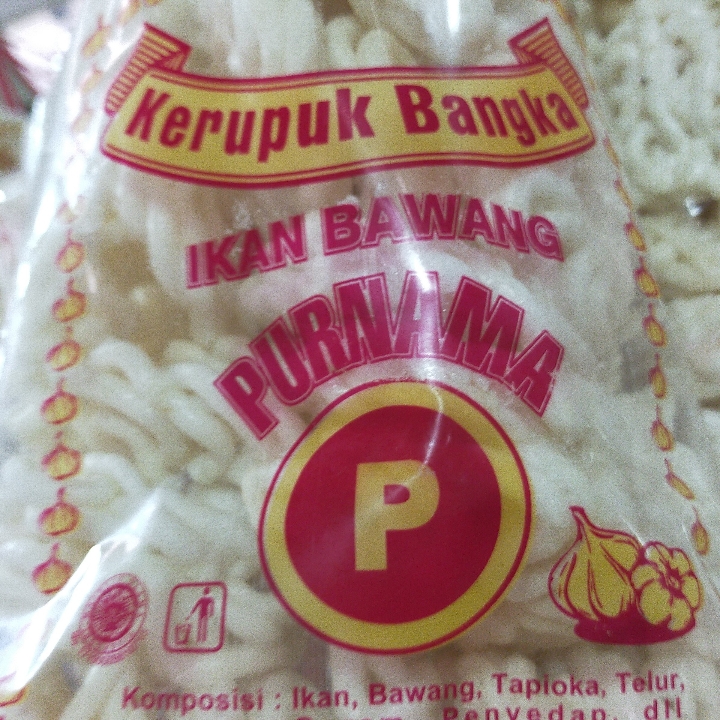 Kerupuk Bangka
IKAN BAWANG
PURNAMA
P
Komposisi : Ikan, Bawang, Tapioka, Telur,
Penyedap, dll